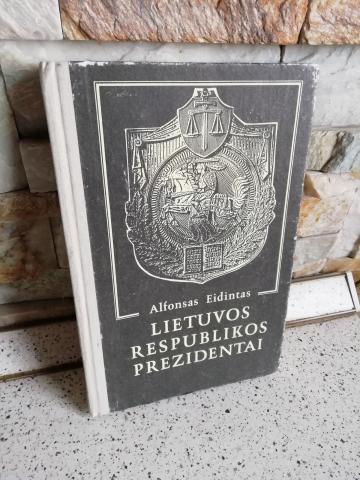 Alfonsas Eidintas
LIETUVOS
RESPUBLIKOS
PREZIDENTAI